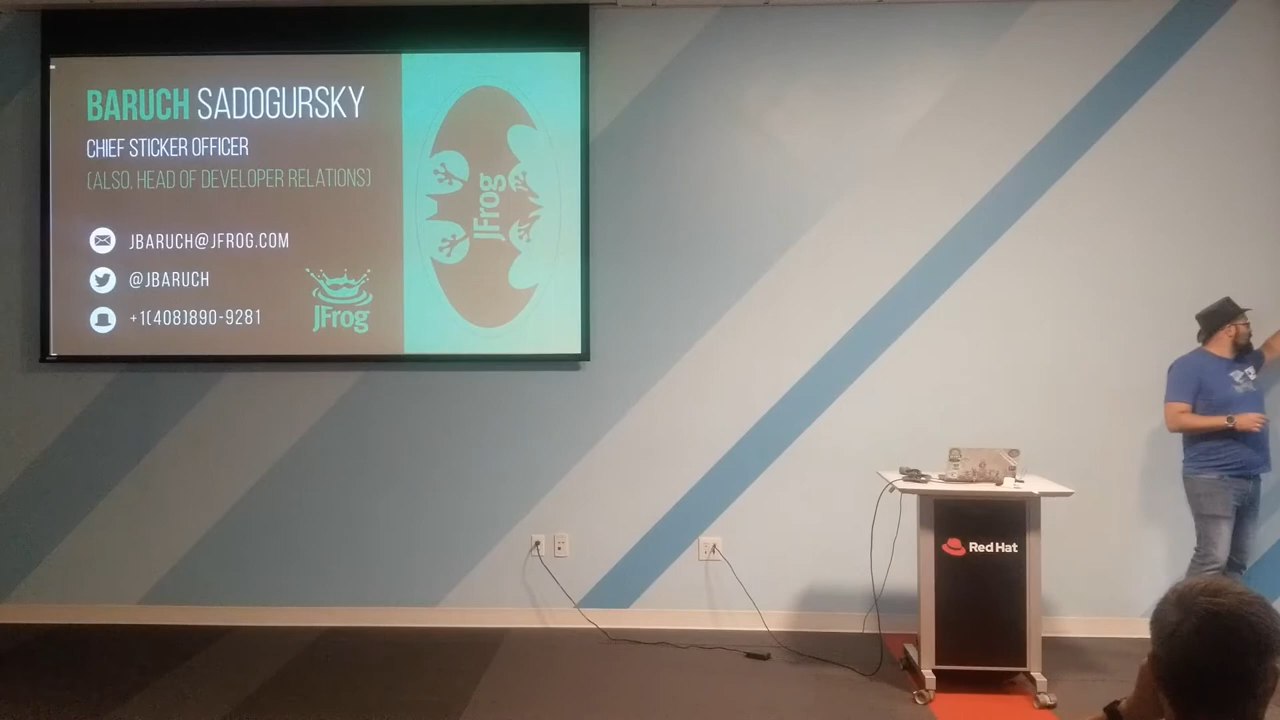 BARUCH SADOGURSKY
CHIEF STICKER OFFICER
(ALSO, HEAD OF DEVELOPER RELATIONS)
JBARUCH@JFROG.COM
@JBARUCH
+1(408)890-9281
JFrog
JFrog
Red Hat